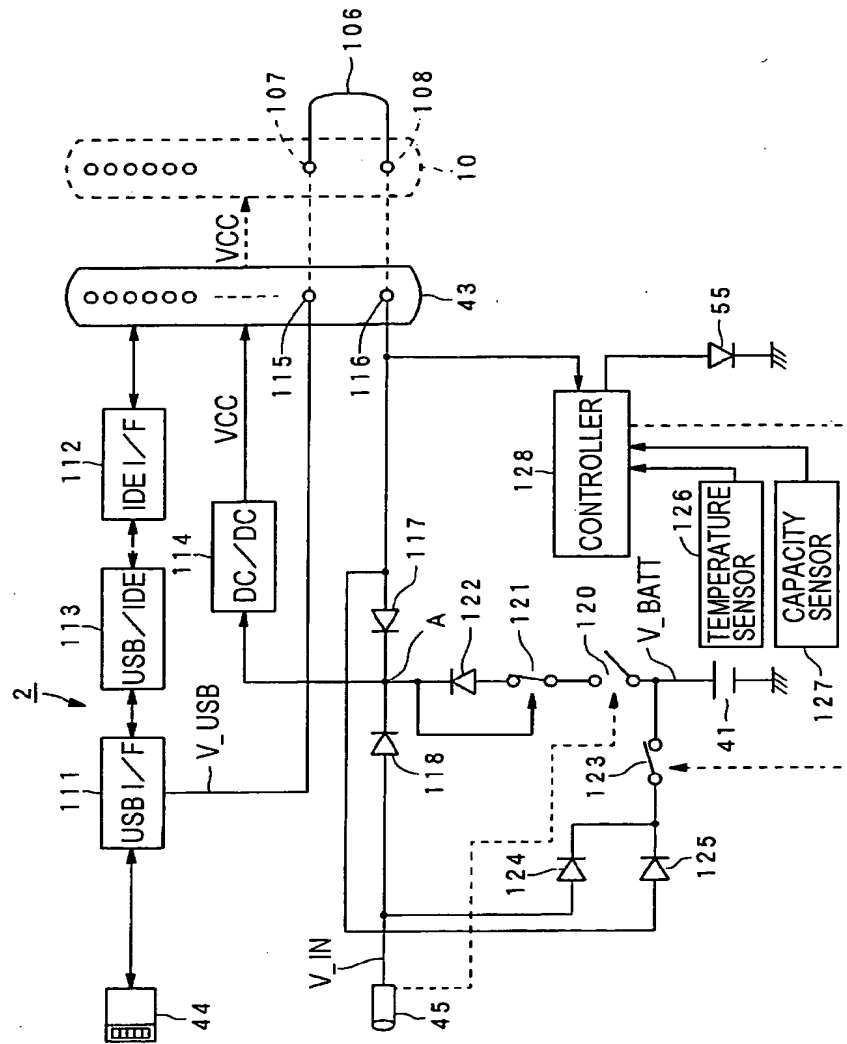 2
111
USB I/F
113
USB/IDE
112
IDE I/F
44
V_USB
114
DC/DC
VCC
VCC
115
116
43
10
107
108
106
A
117
118
122
121
120
V_IN
45
124
125
123
41
V_BATT
128
CONTROLLER
126
TEMPERATURE
SENSOR
127
CAPACITY
SENSOR
55